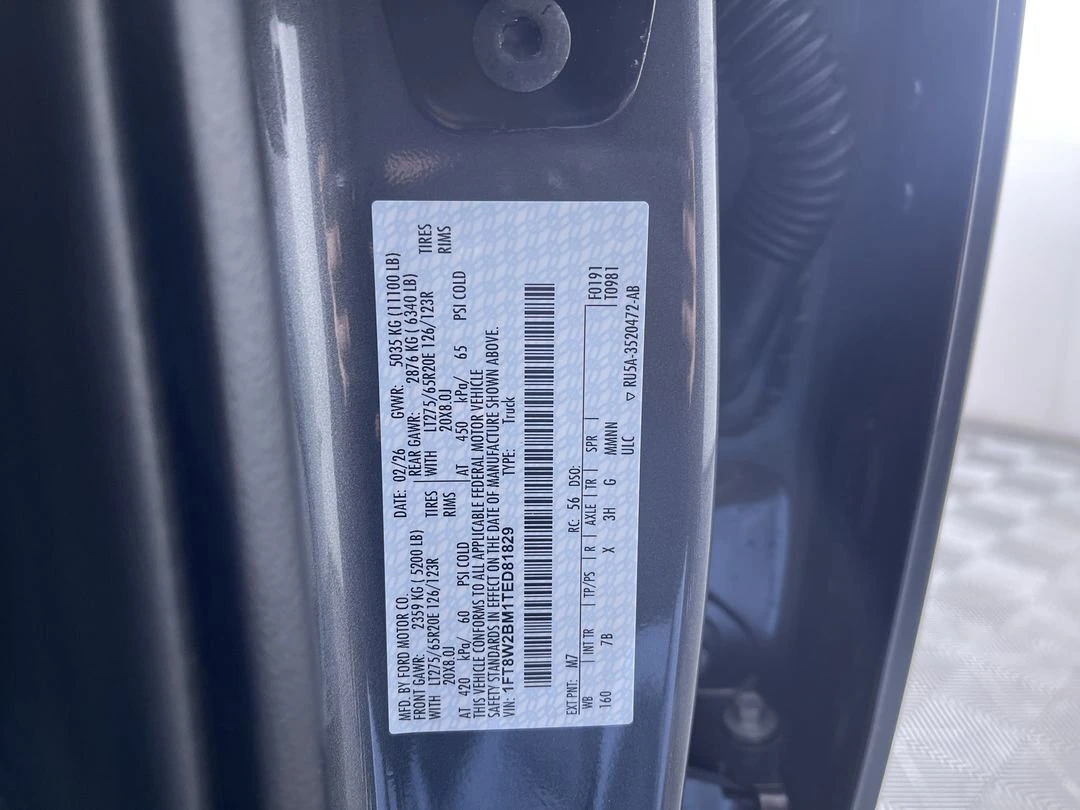 MFD. BY FORD MOTOR CO.
DATE: 02/26 GVWR: 5035 KG (11100 LB)
FRONT GAWR: 2359 KG ( 5200 LB) REAR GAWR: 2876 KG ( 6340 LB)
WITH LT275/65R20E 126/123R TIRES WITH LT275/65R20E 126/123R TIRES
20X8.0J RIMS 20X8.0J RIMS
AT 420 kPa/ 60 PSI COLD AT 450 kPa/ 65 PSI COLD
THIS VEHICLE CONFORMS TO ALL APPLICABLE FEDERAL MOTOR VEHICLE
SAFETY STANDARDS IN EFFECT ON THE DATE OF MANUFACTURE SHOWN ABOVE.
VIN: 1FT8W2BM1TED81829 TYPE: Truck
EXT PNT: M7 RC: 56 DSO:
WB INT TR TP/PS R AXLE TR SPR F0191
160 7B X 3H G MMNNN T0981
ULC
▽ RU5A-3520472-AB